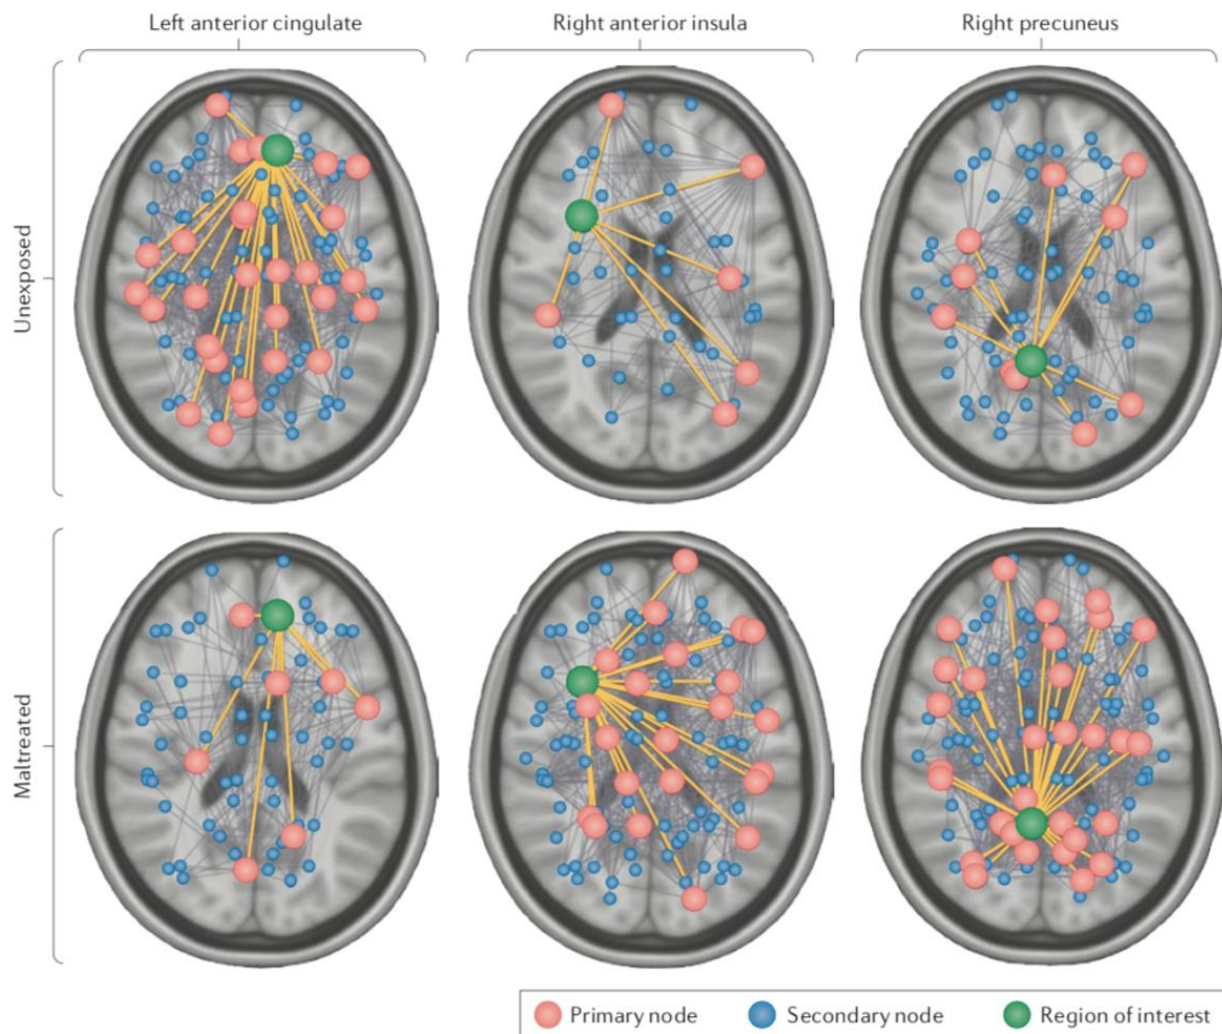 Left anterior cingulate
Right anterior insula
Right precuneus
Unexposed
Maltreated
Primary node
Secondary node
Region of interest